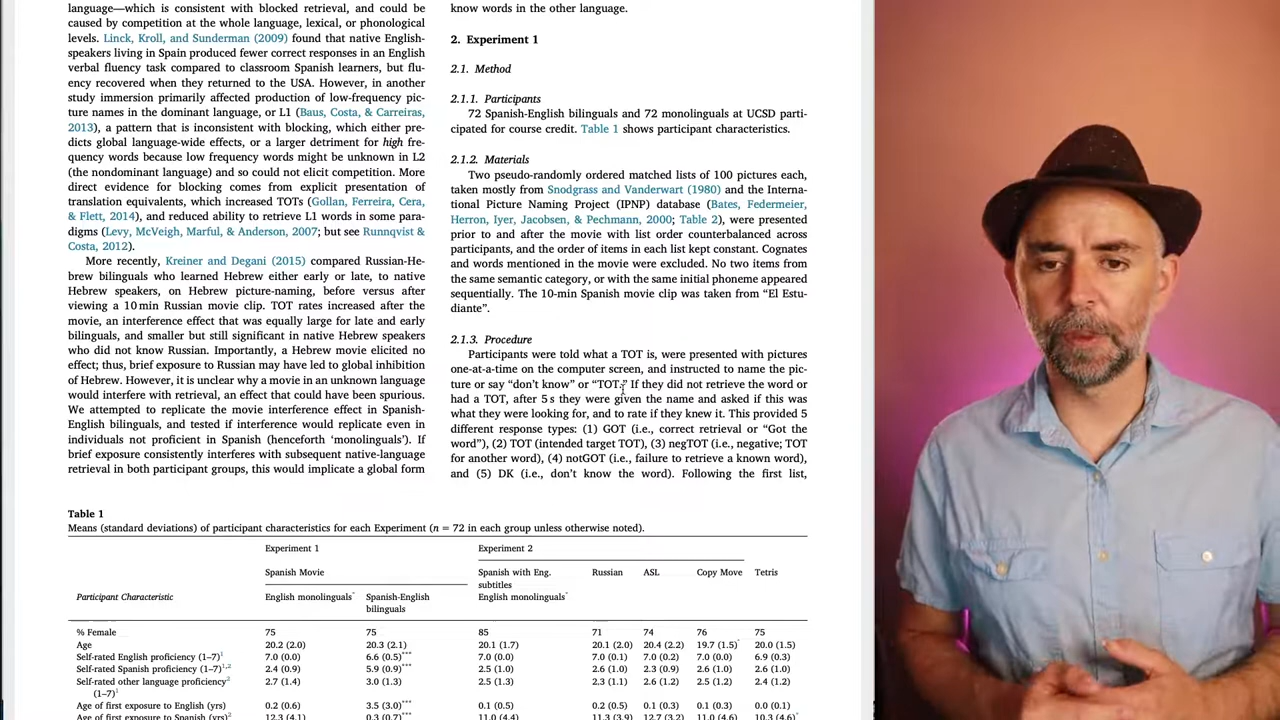 language—which is consistent with blocked retrieval, and could be
caused by competition at the whole language, lexical, or phonological
levels. Linck, Kroll, and Sunderman (2009) found that native English-
speakers living in Spain produced fewer correct responses in an English
verbal fluency task compared to classroom Spanish learners, but flu-
ency recovered when they returned to the USA. However, in another
study immersion primarily affected production of low-frequency pic-
ture names in the dominant language, or L1 (Baus, Costa, & Carreiras,
2013), a pattern that is inconsistent with blocking, which either pre-
dicts global language-wide effects, or a larger detriment for high fre-
quency words because low frequency words might be unknown in L2
(the nondominant language) and so could not elicit competition. More
direct evidence for blocking comes from explicit presentation of
translation equivalents, which increased TOTs (Gollan, Ferreira, Cera,
& Flett, 2014), and reduced ability to retrieve L1 words in some para-
digms (Levy, McVeigh, Marful, & Anderson, 2007; but see Runnqvist &
Costa, 2012).
More recently, Kreiner and Degani (2015) compared Russian-He-
brew bilinguals who learned Hebrew either early or late, to native
Hebrew speakers, on Hebrew picture-naming, before versus after
viewing a 10 min Russian movie clip. TOT rates increased after the
movie, an interference effect that was equally large for late and early
bilinguals, and smaller but still significant in native Hebrew speakers
who did not know Russian. Importantly, a Hebrew movie elicited no
effect; thus, brief exposure to Russian may have led to global inhibition
of Hebrew. However, it is unclear why a movie in an unknown language
would interfere with retrieval, an effect that could have been spurious.
We attempted to replicate the movie interference effect in Spanish-
English bilinguals, and tested if interference would replicate even in
individuals not proficient in Spanish (henceforth ‘monolinguals’). If
brief exposure consistently interferes with subsequent native-language
retrieval in both participant groups, this would implicate a global form
know words in the other language.
2. Experiment 1
2.1. Method
2.1.1. Participants
72 Spanish-English bilinguals and 72 monolinguals at UCSD parti-
cipated for course credit. Table 1 shows participant characteristics.
2.1.2. Materials
Two pseudo-randomly ordered matched lists of 100 pictures each,
taken mostly from Snodgrass and Vanderwart (1980) and the Interna-
tional Picture Naming Project (IPNP) database (Bates, Federmeier,
Herron, Iyer, Jacobsen, & Pechmann, 2000; Table 2), were presented
prior to and after the movie with list order counterbalanced across
participants, and the order of items in each list kept constant. Cognates
and words mentioned in the movie were excluded. No two items from
the same semantic category, or with the same initial phoneme appeared
sequentially. The 10-min Spanish movie clip was taken from “El Estu-
diante”.
2.1.3. Procedure
Participants were told what a TOT is, were presented with pictures
one-at-a-time on the computer screen, and instructed to name the pic-
ture or say “don’t know” or “TOT.” If they did not retrieve the word or
had a TOT, after 5 s they were given the name and asked if this was
what they were looking for, and to rate if they knew it. This provided 5
different response types: (1) GOT (i.e., correct retrieval or “Got the
word”), (2) TOT (intended target TOT), (3) negTOT (i.e., negative; TOT
for another word), (4) notGOT (i.e., failure to retrieve a known word),
and (5) DK (i.e., don’t know the word). Following the first list,
Table 1
Means (standard deviations) of participant characteristics for each Experiment (n = 72 in each group unless otherwise noted).
Experiment 1 Experiment 2
Spanish Movie Spanish with Eng. subtitles Russian ASL Copy Move Tetris
Participant Characteristic English monolinguals* Spanish-English bilinguals English monolinguals*
% Female 75 75 85 71 74 76 75
Age 20.2 (2.0) 20.3 (2.1) 20.1 (1.7) 20.1 (2.0) 20.4 (2.2) 19.7 (1.5)* 20.0 (1.5)
Self-rated English proficiency (1–7)1 7.0 (0.0) 6.6 (0.5)*** 7.0 (0.0) 7.0 (0.1) 7.0 (0.2) 7.0 (0.0) 6.9 (0.3)
Self-rated Spanish proficiency (1–7)1,2 2.4 (0.9) 5.9 (0.9)*** 2.5 (1.0) 2.6 (1.0) 2.3 (0.9) 2.6 (1.0) 2.6 (1.0)
Self-rated other language proficiency2 2.7 (1.4) 3.0 (1.3) 2.5 (1.3) 2.3 (1.1) 2.6 (1.2) 2.5 (1.2) 2.4 (1.2)
(1–7)1
Age of first exposure to English (yrs) 0.2 (0.6) 3.5 (3.0)*** 0.1 (0.5) 0.2 (0.5) 0.1 (0.3) 0.1 (0.3) 0.0 (0.1)
Age of first exposure to Spanish (yrs)2 12.3 (4.1) 0.3 (0.7)*** 11.0 (4.4) 11.3 (3.9) 12.7 (3.2) 11.0 (4.6) 10.3 (4.6)*